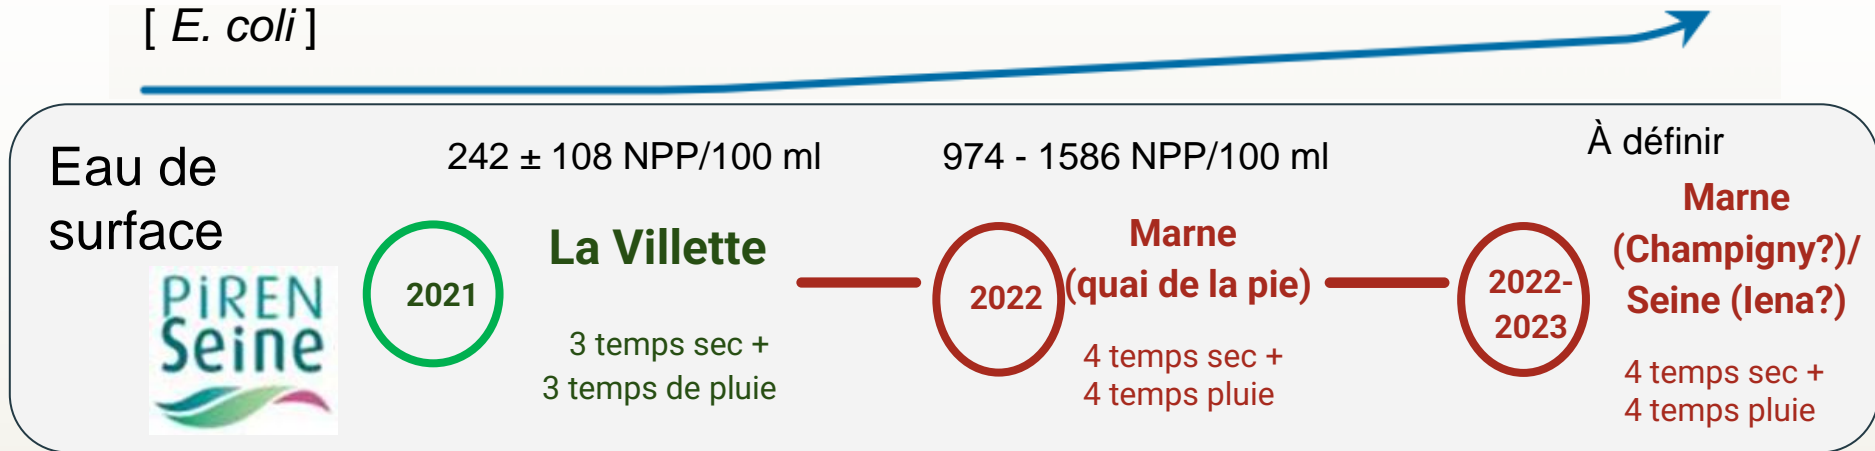 [ E. coli ]
Eau de
surface
PiREN
Seine
242 ± 108 NPP/100 ml
2021
La Villette
3 temps sec +
3 temps de pluie
974 - 1586 NPP/100 ml
2022
Marne
(quai de la pie)
4 temps sec +
4 temps pluie
À définir
2022-
2023
Marne
(Champigny?)/
Seine (Iena?)
4 temps sec +
4 temps pluie